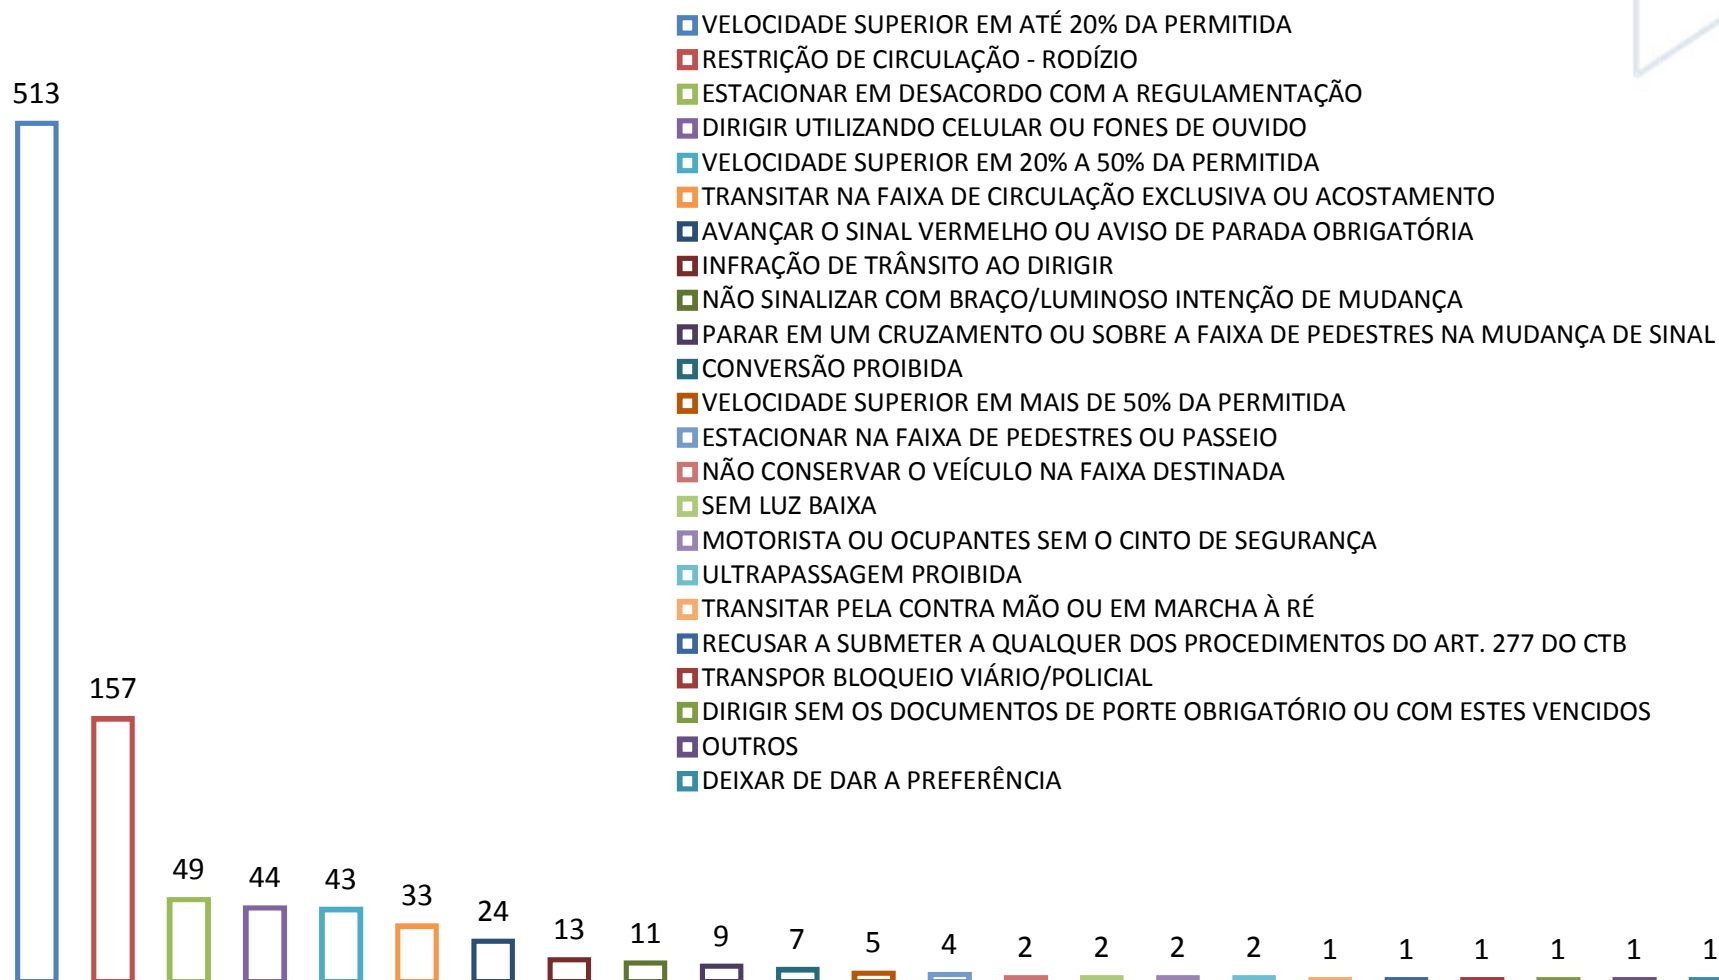 VELOCIDADE SUPERIOR EM ATÉ 20% DA PERMITIDA
RESTRIÇÃO DE CIRCULAÇÃO - RODÍZIO
ESTACIONAR EM DESACORDO COM A REGULAMENTAÇÃO
DIRIGIR UTILIZANDO CELULAR OU FONES DE OUVIDO
VELOCIDADE SUPERIOR EM 20% A 50% DA PERMITIDA
TRANSITAR NA FAIXA DE CIRCULAÇÃO EXCLUSIVA OU ACOSTAMENTO
AVANÇAR O SINAL VERMELHO OU AVISO DE PARADA OBRIGATÓRIA
INFRAÇÃO DE TRÂNSITO AO DIRIGIR
NÃO SINALIZAR COM BRAÇO/LUMINOSO INTENÇÃO DE MUDANÇA
PARAR EM UM CRUZAMENTO OU SOBRE A FAIXA DE PEDESTRES NA MUDANÇA DE SINAL
CONVERSÃO PROIBIDA
VELOCIDADE SUPERIOR EM MAIS DE 50% DA PERMITIDA
ESTACIONAR NA FAIXA DE PEDESTRES OU PASSEIO
NÃO CONSERVAR O VEÍCULO NA FAIXA DESTINADA
SEM LUZ BAIXA
MOTORISTA OU OCUPANTES SEM O CINTO DE SEGURANÇA
ULTRAPASSAGEM PROIBIDA
TRANSITAR PELA CONTRA MÃO OU EM MARCHA À RÉ
RECUSAR A SUBMETER A QUALQUER DOS PROCEDIMENTOS DO ART. 277 DO CTB
TRANSPOR BLOQUEIO VIÁRIO/POLICIAL
DIRIGIR SEM OS DOCUMENTOS DE PORTE OBRIGATÓRIO OU COM ESTES VENCIDOS
OUTROS
DEIXAR DE DAR A PREFERÊNCIA
513
157
49
44
43
33
24
13
11
9
7
5
4
2
2
2
2
1
1
1
1
1
1